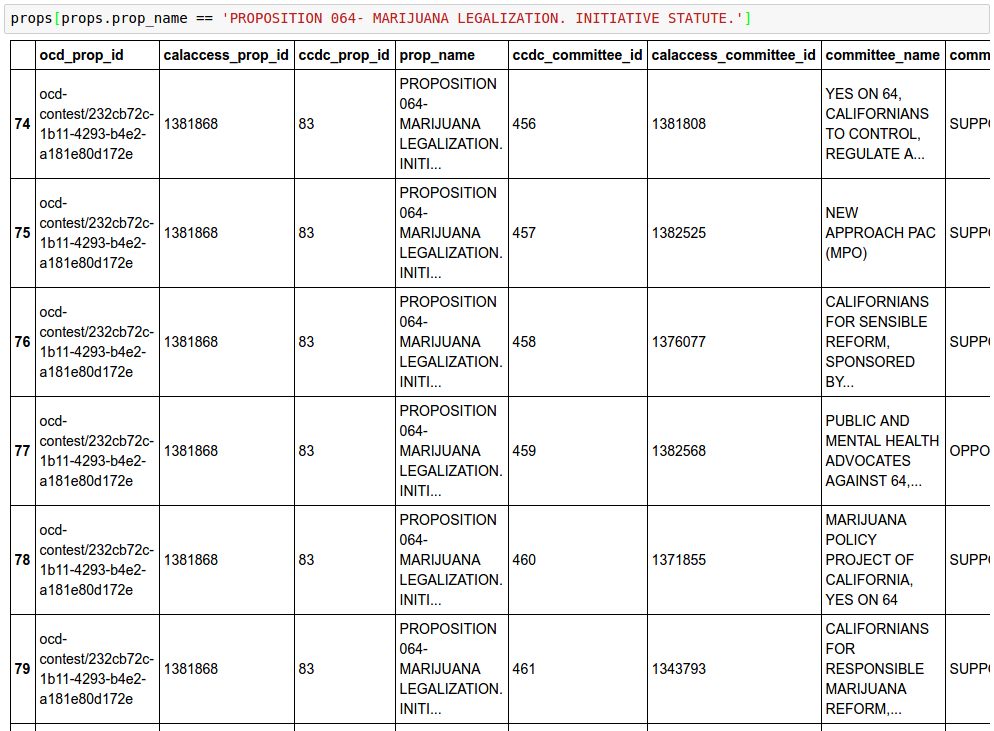 props[props.prop_name == 'PROPOSITION 064- MARIJUANA LEGALIZATION. INITIATIVE STATUTE.']
ocd_prop_id calaccess_prop_id ccdc_prop_id prop_name ccdc_committee_id calaccess_committee_id committee_name comm
74
ocd-
contest/232cb72c-
1b11-4293-b4e2-
a181e80d172e
1381868
83
PROPOSITION
064-
MARIJUANA
LEGALIZATION.
INITI...
456
1381808
YES ON 64,
CALIFORNIANS
TO CONTROL,
REGULATE A...
SUPP
75
ocd-
contest/232cb72c-
1b11-4293-b4e2-
a181e80d172e
1381868
83
PROPOSITION
064-
MARIJUANA
LEGALIZATION.
INITI...
457
1382525
NEW
APPROACH PAC
(MPO)
SUPP
76
ocd-
contest/232cb72c-
1b11-4293-b4e2-
a181e80d172e
1381868
83
PROPOSITION
064-
MARIJUANA
LEGALIZATION.
INITI...
458
1376077
CALIFORNIANS
FOR SENSIBLE
REFORM,
SPONSORED
BY...
SUPP
77
ocd-
contest/232cb72c-
1b11-4293-b4e2-
a181e80d172e
1381868
83
PROPOSITION
064-
MARIJUANA
LEGALIZATION.
INITI...
459
1382568
PUBLIC AND
MENTAL HEALTH
ADVOCATES
AGAINST 64,...
OPPO
78
ocd-
contest/232cb72c-
1b11-4293-b4e2-
a181e80d172e
1381868
83
PROPOSITION
064-
MARIJUANA
LEGALIZATION.
INITI...
460
1371855
MARIJUANA
POLICY
PROJECT OF
CALIFORNIA,
YES ON 64
SUPP
79
ocd-
contest/232cb72c-
1b11-4293-b4e2-
a181e80d172e
1381868
83
PROPOSITION
064-
MARIJUANA
LEGALIZATION.
INITI...
461
1343793
CALIFORNIANS
FOR
RESPONSIBLE
MARIJUANA
REFORM,...
SUPP